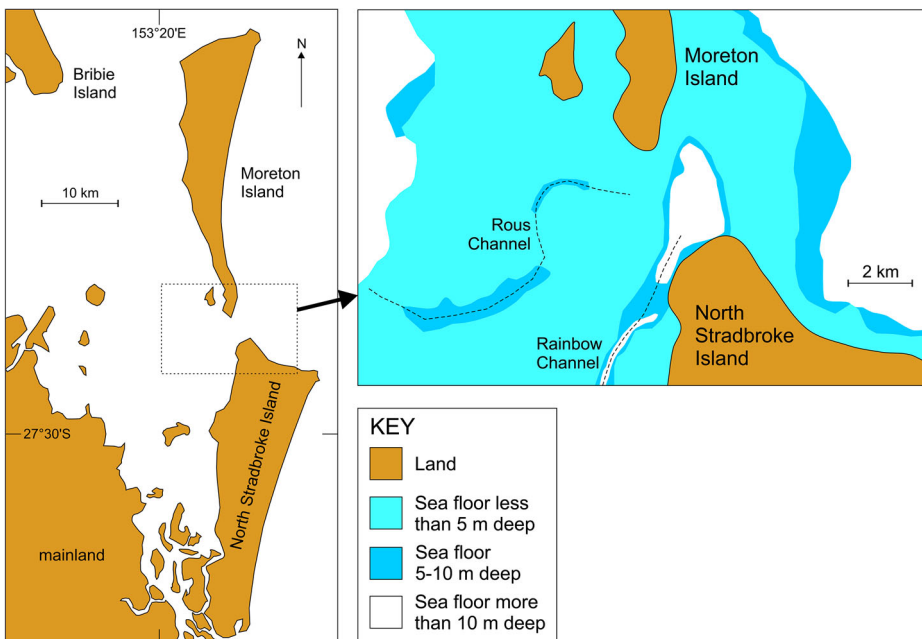 153°20'E
N
Bribie
Island
Moreton
Island
10 km
27°30'S
North Stradbroke Island
mainland
Moreton
Island
Rous
Channel
2 km
North
Stradbroke
Island
Rainbow
Channel
KEY
Land
Sea floor less
than 5 m deep
Sea floor
5-10 m deep
Sea floor more
than 10 m deep